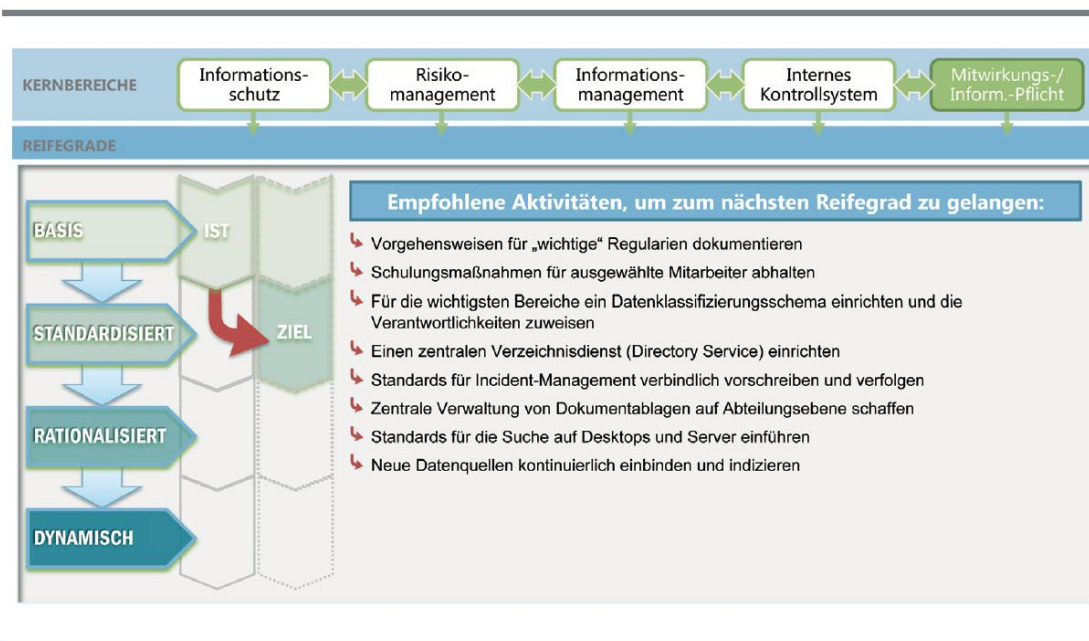 KERNBEREICHE
Informations-
schutz
Risiko-
management
Informations-
management
Internes
Kontrollsystem
Mitwirkungs-/
Inform.-Pflicht
REIFEGRADE
BASIS
STANDARDISIERT
RATIONALISIERT
DYNAMISCH
IST
ZIEL
Empfohlene Aktivitäten, um zum nächsten Reifegrad zu gelangen:
Vorgehensweisen für „wichtige“ Regularien dokumentieren
Schulungsmaßnahmen für ausgewählte Mitarbeiter abhalten
Für die wichtigsten Bereiche ein Datenklassifizierungsschema einrichten und die
Verantwortlichkeiten zuweisen
Einen zentralen Verzeichnisdienst (Directory Service) einrichten
Standards für Incident-Management verbindlich vorschreiben und verfolgen
Zentrale Verwaltung von Dokumentablagen auf Abteilungsebene schaffen
Standards für die Suche auf Desktops und Server einführen
Neue Datenquellen kontinuierlich einbinden und indizieren